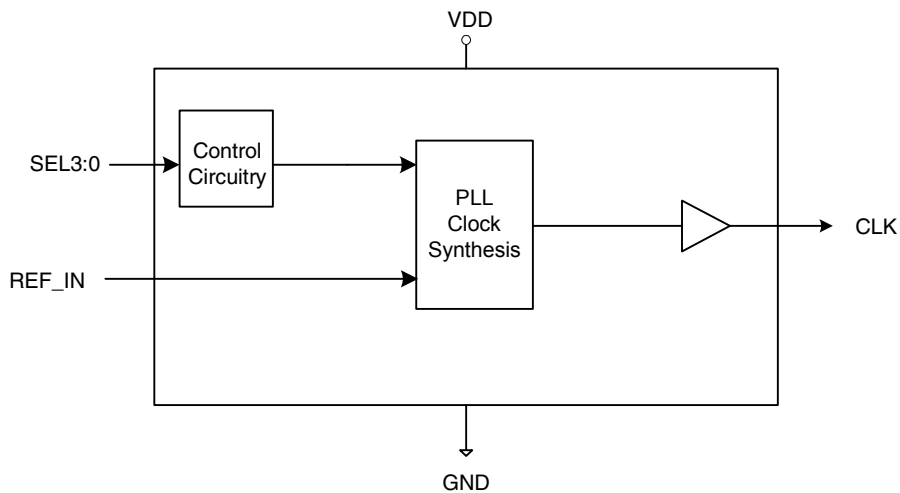 VDD
SEL3:0
Control
Circuitry
PLL
Clock
Synthesis
CLK
REF_IN
GND